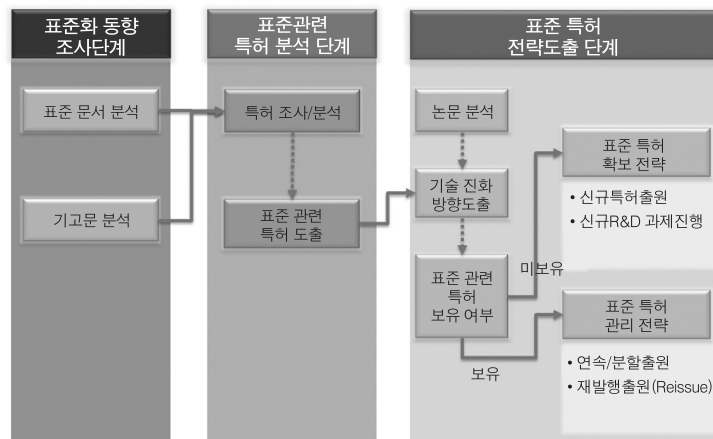 표준화 동향
조사단계
표준 문서 분석
기고문 분석
표준관련
특허 분석 단계
특허 조사/분석
표준 관련
특허 도출
표준 특허
전략도출 단계
논문 분석
기술 진화
방향도출
표준 관련
특허
보유 여부
미보유
보유
표준 특허
확보 전략
• 신규특허출원
• 신규R&D 과제진행
표준 특허
관리 전략
• 연속/분할출원
• 재발행출원(Reissue)